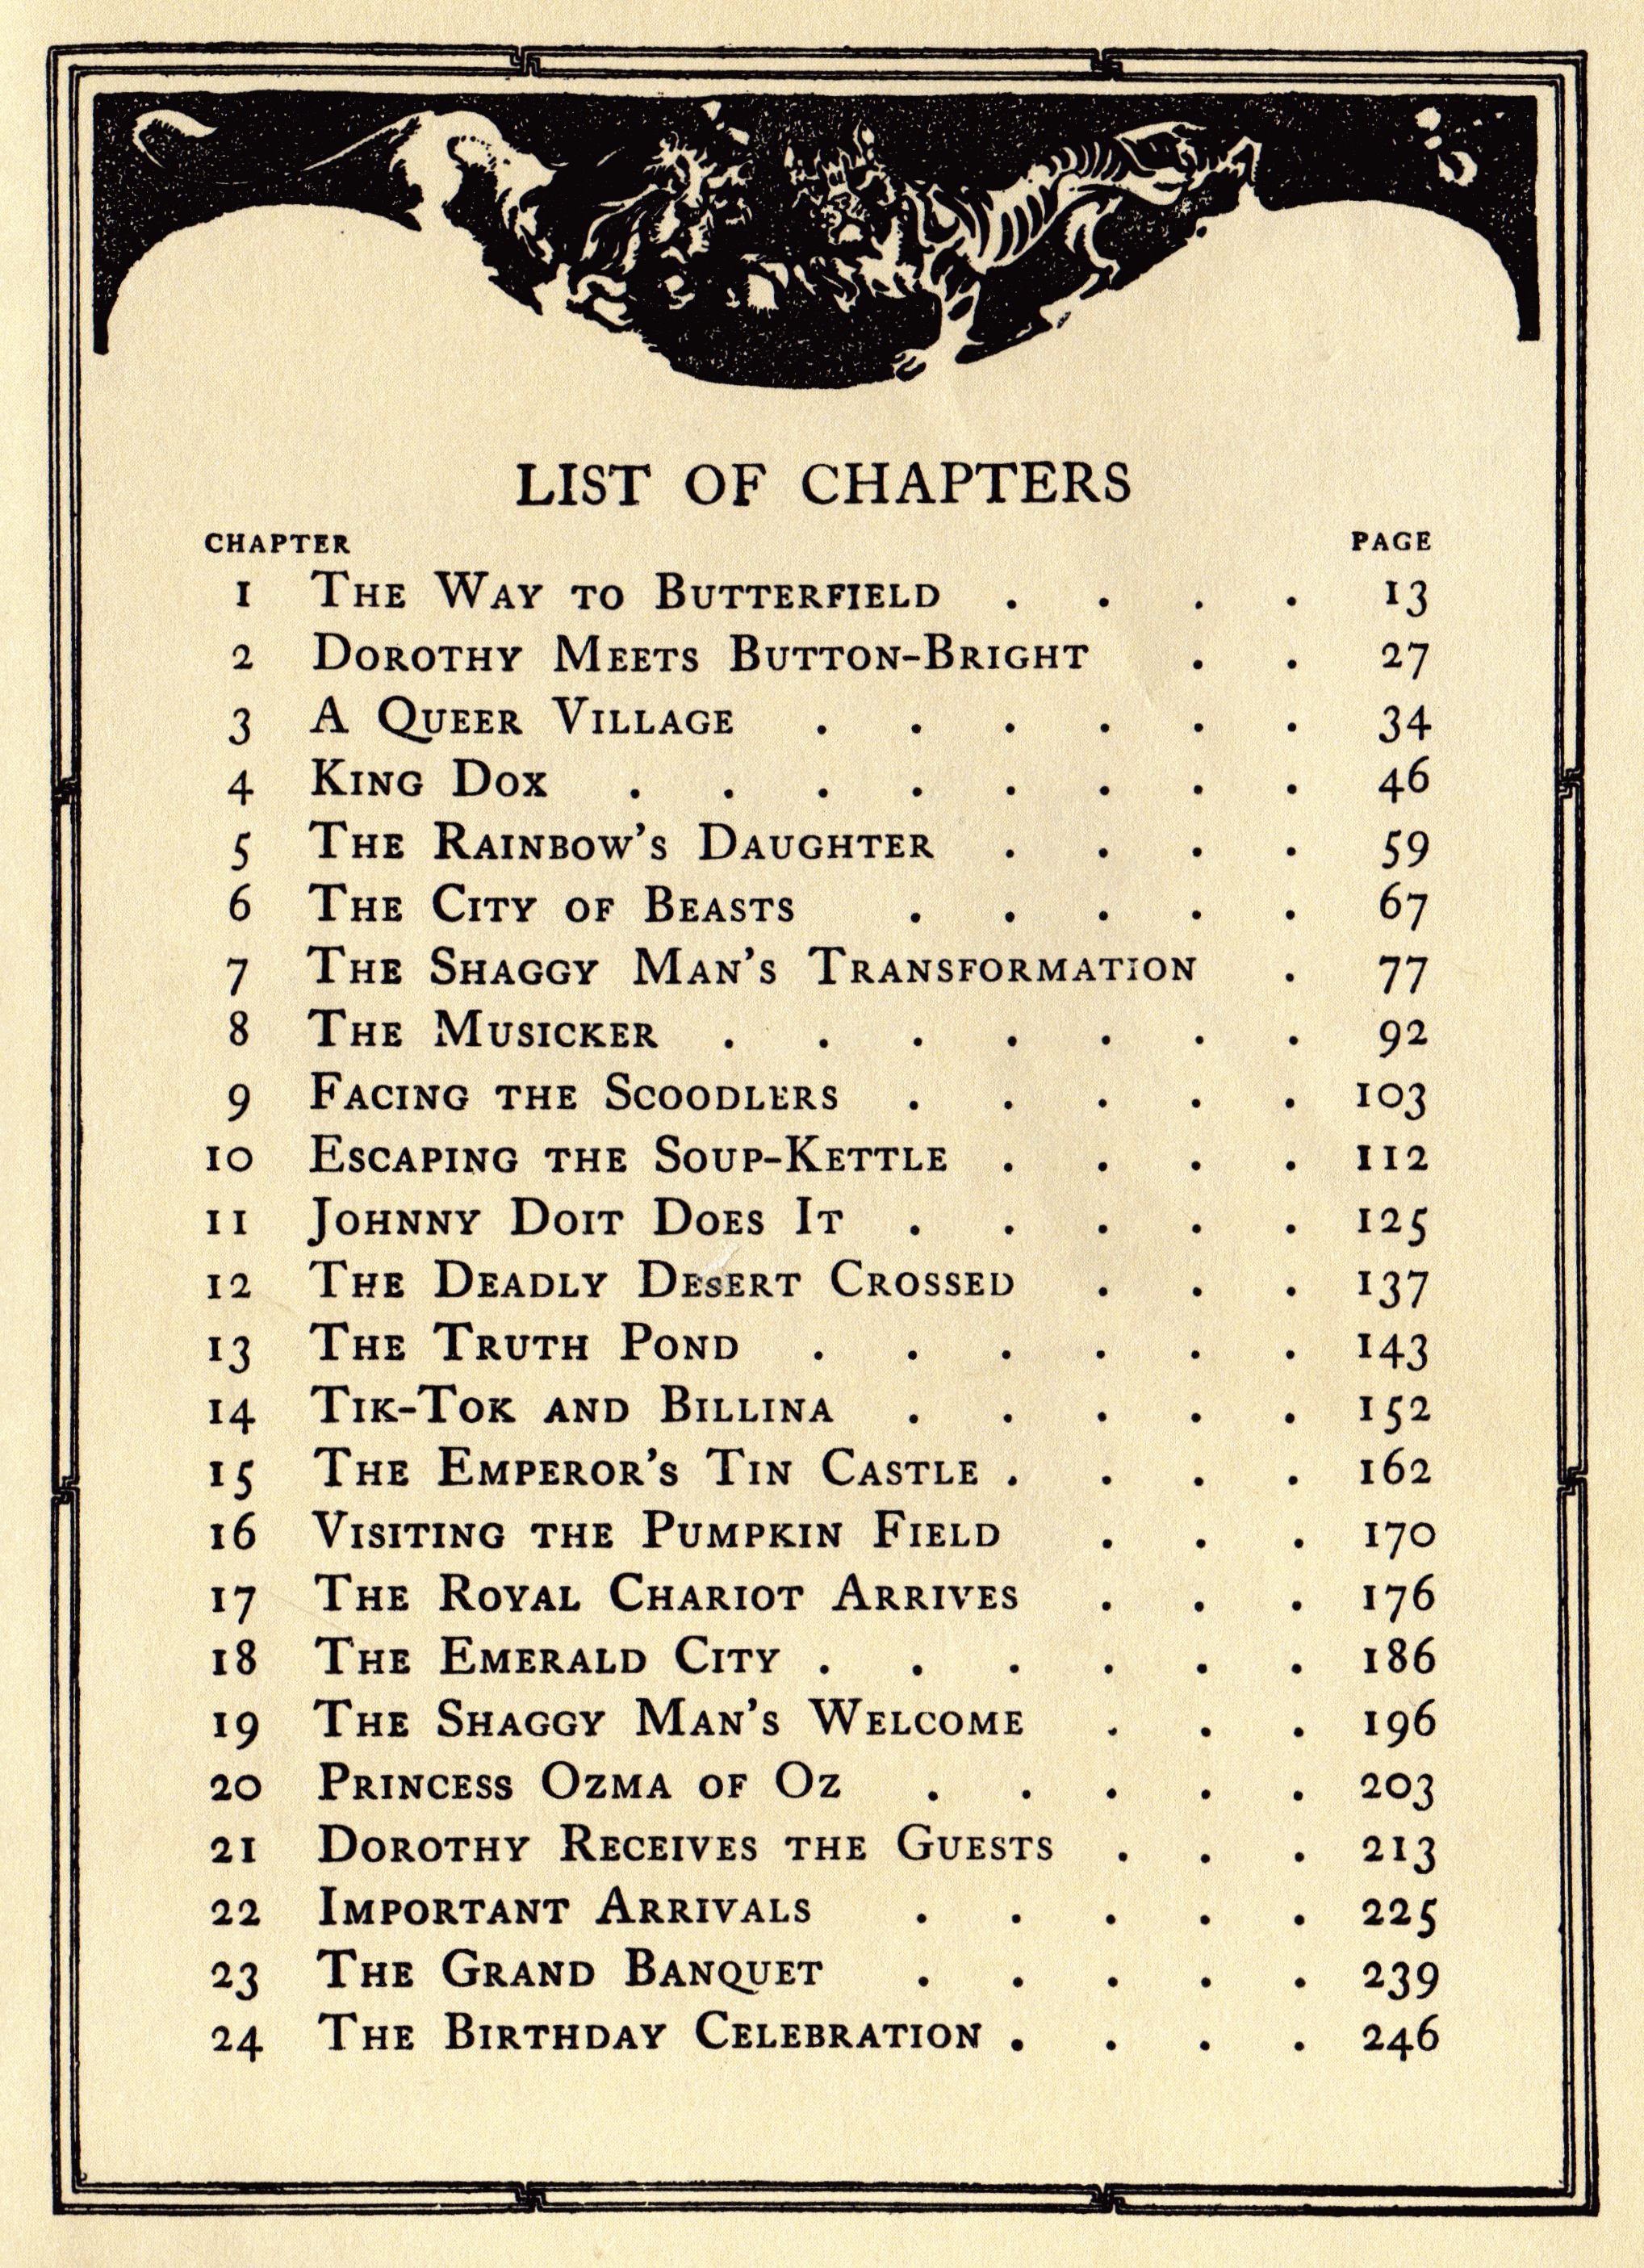 LIST OF CHAPTERS
CHAPTER PAGE
1 The Way to Butterfield . . . . 13
2 Dorothy Meets Button-Bright . . 27
3 A Queer Village . . . . . . 34
4 King Dox . . . . . . . . 46
5 The Rainbow's Daughter . . . . 59
6 The City of Beasts . . . . . 67
7 The Shaggy Man's Transformation . 77
8 The Musicker . . . . . . . 92
9 Facing the Scoodlers . . . . . 103
10 Escaping the Soup-Kettle . . . . 112
11 Johnny Doit Does It . . . . . 125
12 The Deadly Desert Crossed . . . 137
13 The Truth Pond . . . . . . 143
14 Tik-Tok and Billina . . . . . 152
15 The Emperor's Tin Castle . . . . 162
16 Visiting the Pumpkin Field . . . 170
17 The Royal Chariot Arrives . . . 176
18 The Emerald City . . . . . . 186
19 The Shaggy Man's Welcome . . . 196
20 Princess Ozma of Oz . . . . . 203
21 Dorothy Receives the Guests . . . 213
22 Important Arrivals . . . . . 225
23 The Grand Banquet . . . . . 239
24 The Birthday Celebration . . . . 246